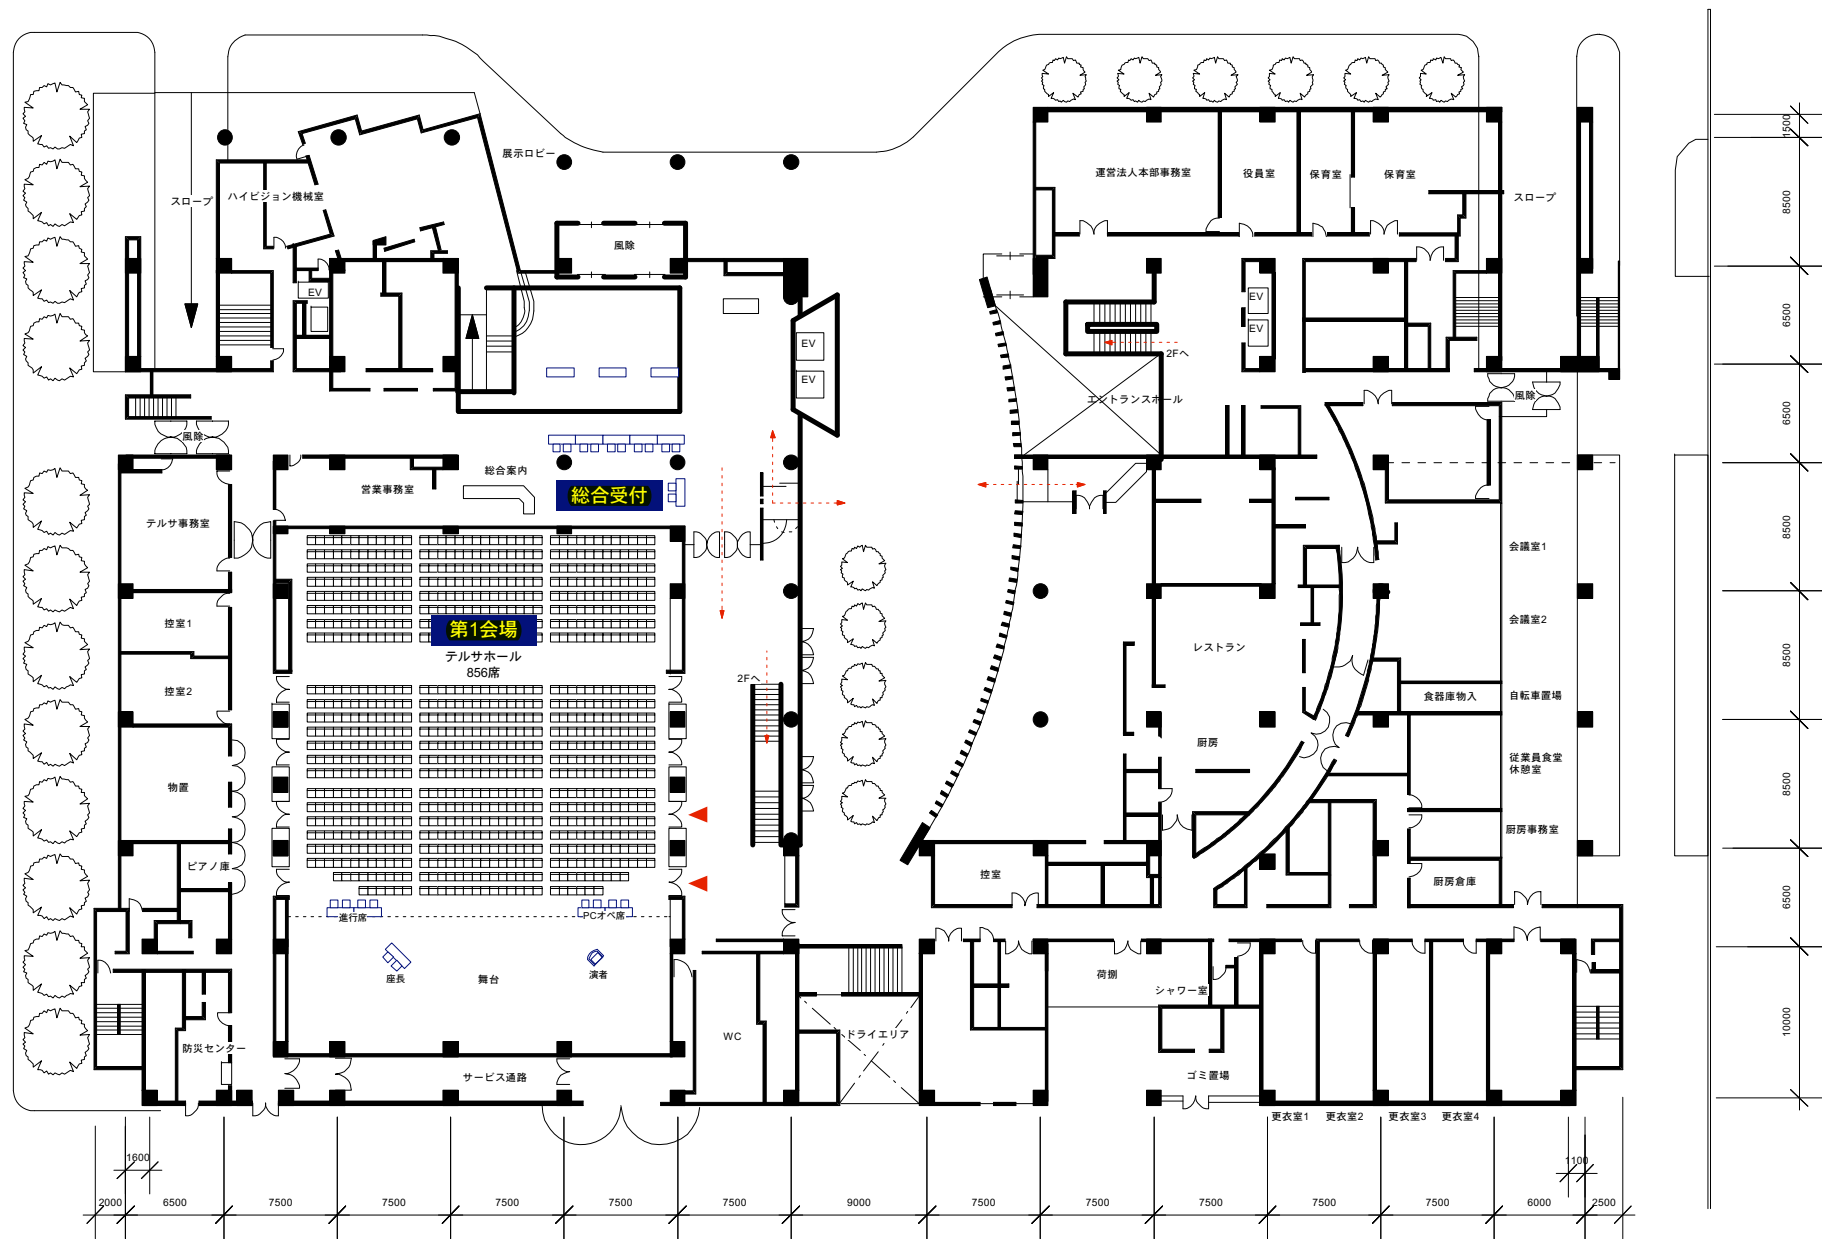 展示ロビー
スロープ
ハイビジョン機械室
風除
EV
EV
EV
運営法人本部事務室
役員室
保育室
保育室
スロープ
EV
EV
2Fへ
エントランスホール
風除
風除
営業事務室
総合案内
総合受付
テルサ事務室
第1会場
テルサホール
856席
控室1
控室2
2Fへ
物置
ピアノ庫
進行席
PCオペ席
座長
舞台
演者
防災センター
サービス通路
WC
ドライエリア
会議室1
会議室2
レストラン
食器庫物入
自転車置場
厨房
従業員食堂
休憩室
厨房事務室
控室
厨房倉庫
荷捌
シャワー室
ゴミ置場
更衣室1
更衣室2
更衣室3
更衣室4
1500
8500
6500
6500
8500
8500
8500
6500
10000
1600
1100
2000
6500
7500
7500
7500
7500
7500
9000
7500
7500
7500
7500
7500
6000
2500